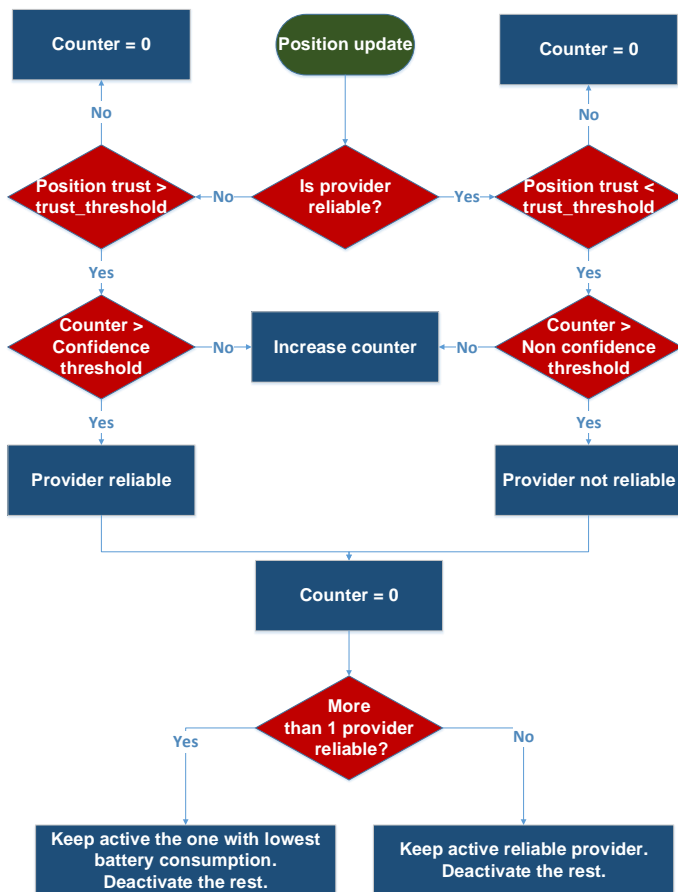 Counter = 0
Position update
Counter = 0
No
No
Position trust >
trust_threshold
No
Is provider
reliable?
Yes
Position trust <
trust_threshold
Yes
Yes
Counter >
Confidence
threshold
No
Increase counter
No
Counter >
Non confidence
threshold
Yes
Yes
Provider reliable
Provider not reliable
Counter = 0
More
than 1 provider
reliable?
Yes
No
Keep active the one with lowest
battery consumption.
Deactivate the rest.
Keep active reliable provider.
Deactivate the rest.